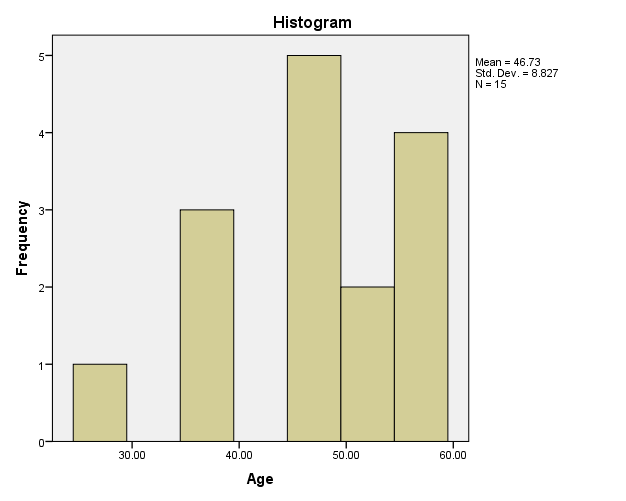 Histogram
Mean = 46.73
Std. Dev. = 8.827
N = 15
Frequency
5
4
3
2
1
0
30.00 40.00 50.00 60.00
Age